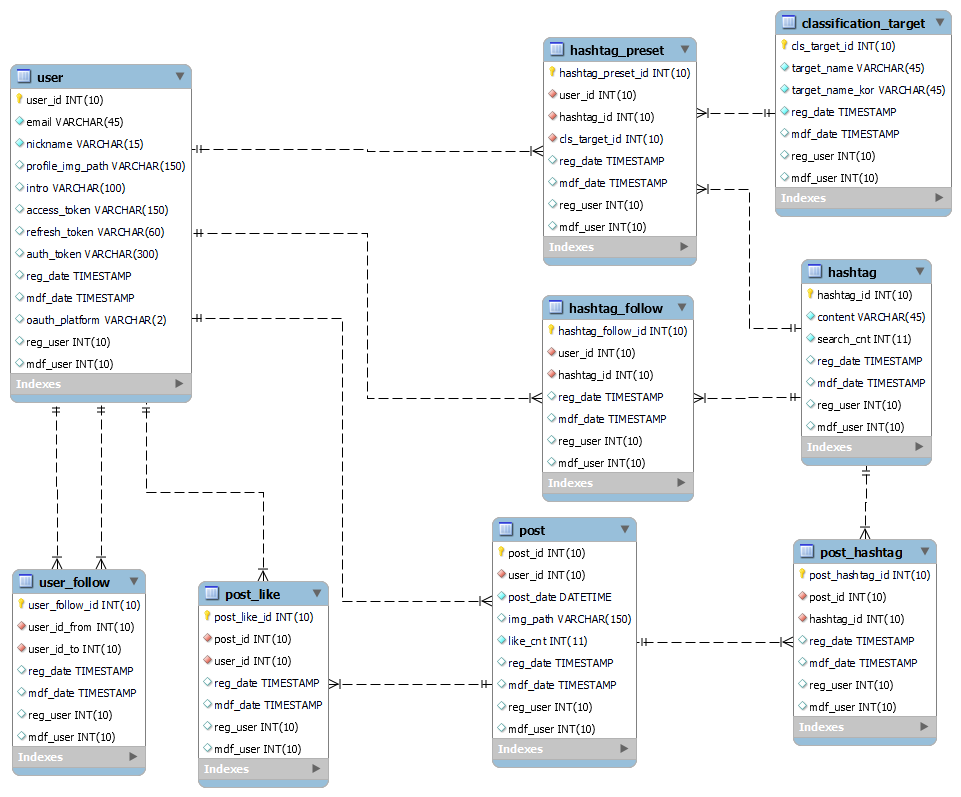 user
user_id INT(10)
email VARCHAR(45)
nickname VARCHAR(15)
profile_img_path VARCHAR(150)
intro VARCHAR(100)
access_token VARCHAR(150)
refresh_token VARCHAR(60)
auth_token VARCHAR(300)
reg_date TIMESTAMP
mdf_date TIMESTAMP
oauth_platform VARCHAR(2)
reg_user INT(10)
mdf_user INT(10)
Indexes
hashtag_preset
hashtag_preset_id INT(10)
user_id INT(10)
hashtag_id INT(10)
cls_target_id INT(10)
reg_date TIMESTAMP
mdf_date TIMESTAMP
reg_user INT(10)
mdf_user INT(10)
Indexes
classification_target
cls_target_id INT(10)
target_name VARCHAR(45)
target_name_kor VARCHAR(45)
reg_date TIMESTAMP
mdf_date TIMESTAMP
reg_user INT(10)
mdf_user INT(10)
Indexes
hashtag_follow
hashtag_follow_id INT(10)
user_id INT(10)
hashtag_id INT(10)
reg_date TIMESTAMP
mdf_date TIMESTAMP
reg_user INT(10)
mdf_user INT(10)
Indexes
hashtag
hashtag_id INT(10)
content VARCHAR(45)
search_cnt INT(11)
reg_date TIMESTAMP
mdf_date TIMESTAMP
reg_user INT(10)
mdf_user INT(10)
Indexes
user_follow
user_follow_id INT(10)
user_id_from INT(10)
user_id_to INT(10)
reg_date TIMESTAMP
mdf_date TIMESTAMP
reg_user INT(10)
mdf_user INT(10)
Indexes
post_like
post_like_id INT(10)
post_id INT(10)
user_id INT(10)
reg_date TIMESTAMP
mdf_date TIMESTAMP
reg_user INT(10)
mdf_user INT(10)
Indexes
post
post_id INT(10)
user_id INT(10)
post_date DATETIME
img_path VARCHAR(150)
like_cnt INT(11)
reg_date TIMESTAMP
mdf_date TIMESTAMP
reg_user INT(10)
mdf_user INT(10)
Indexes
post_hashtag
post_hashtag_id INT(10)
post_id INT(10)
hashtag_id INT(10)
reg_date TIMESTAMP
mdf_date TIMESTAMP
reg_user INT(10)
mdf_user INT(10)
Indexes